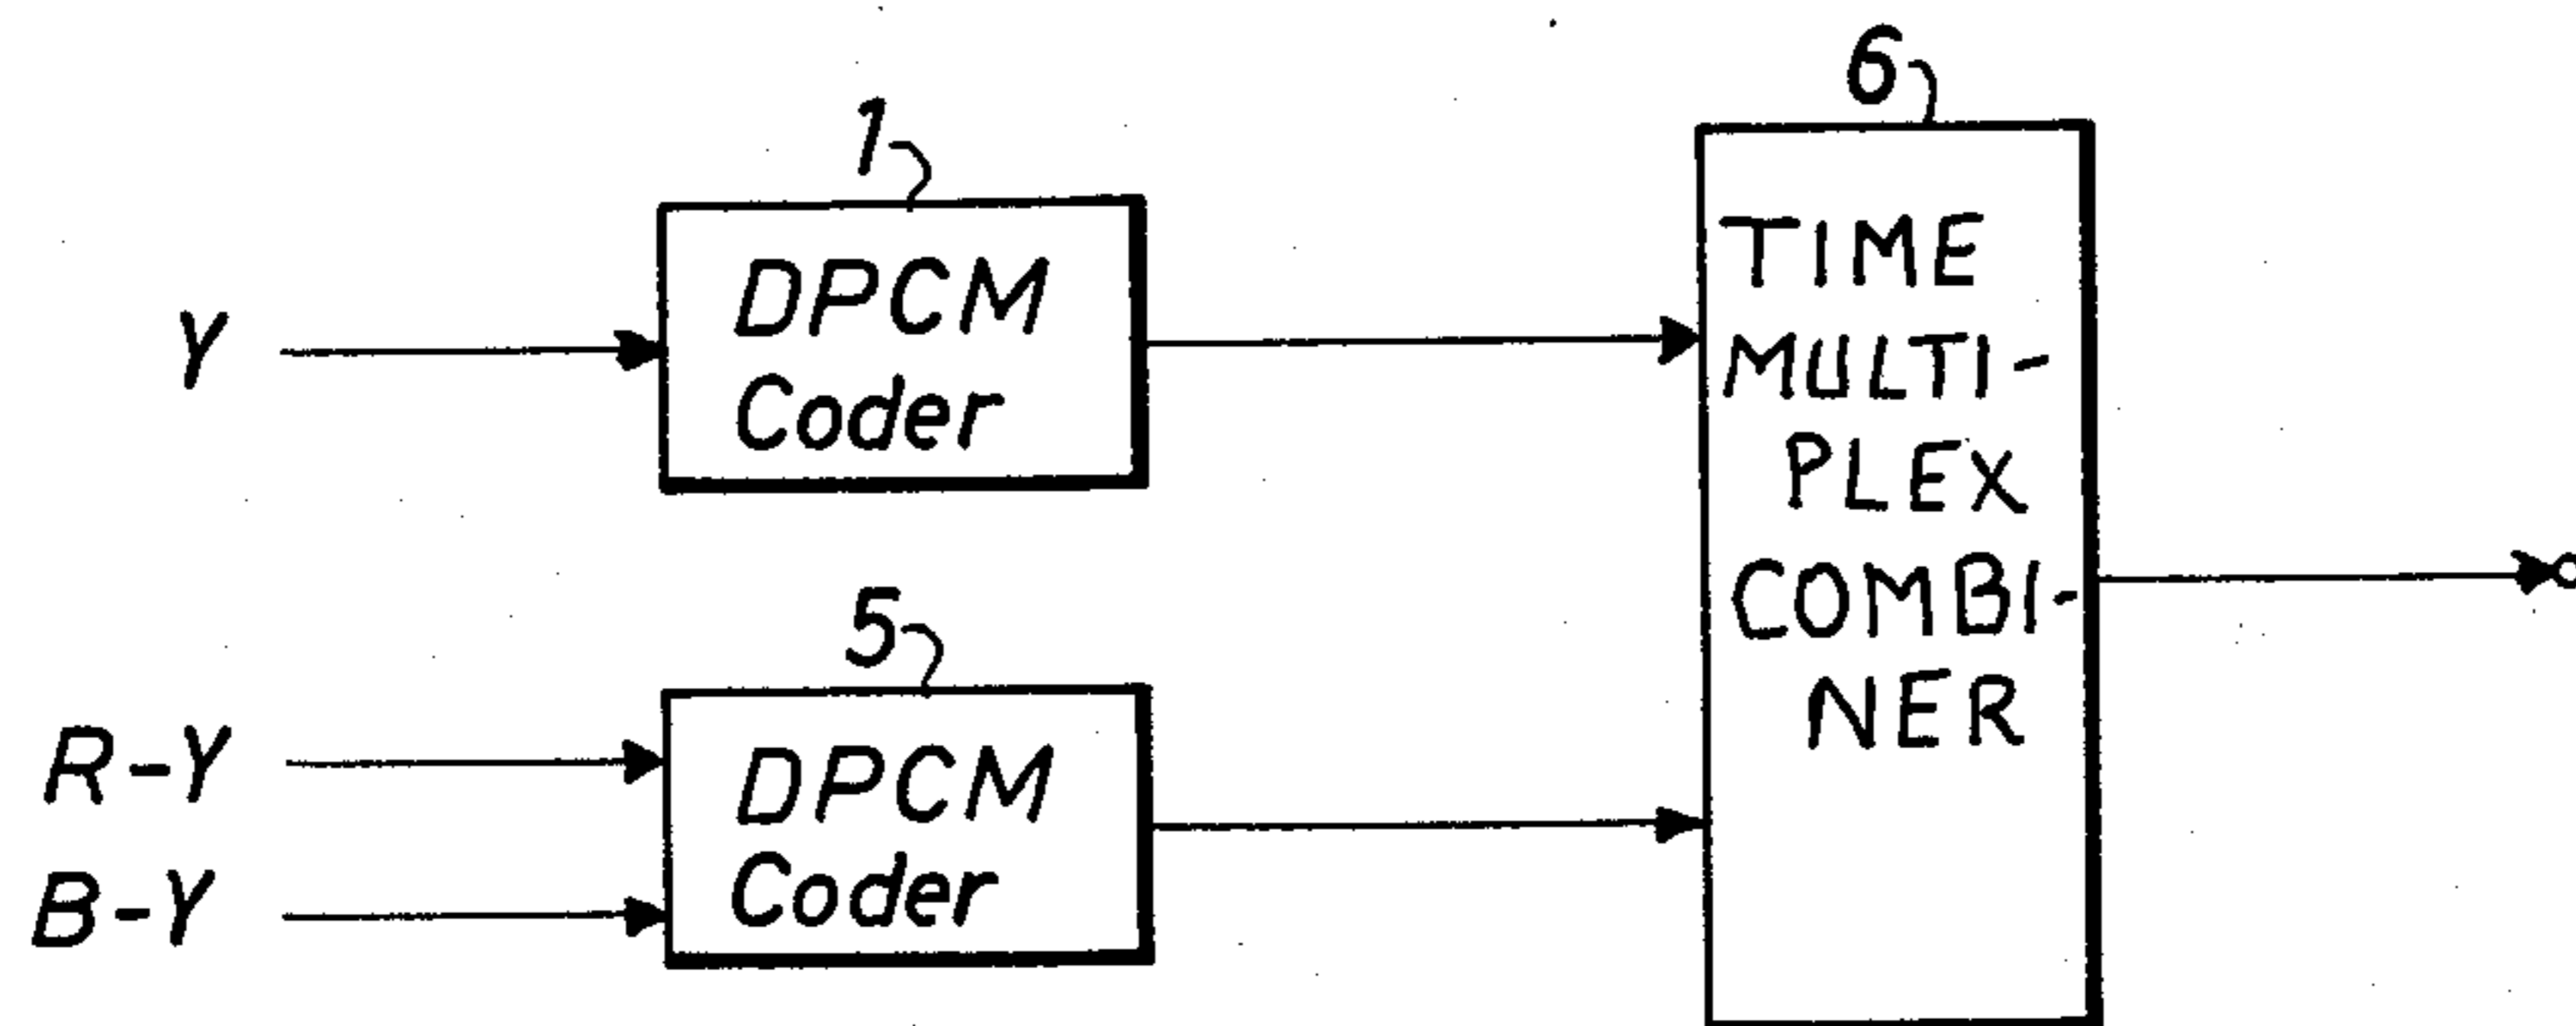 1
DPCM
Coder
Y
5
DPCM
Coder
R-Y
B-Y
6
TIME
MULTI-
PLEX
COMBI-
NER